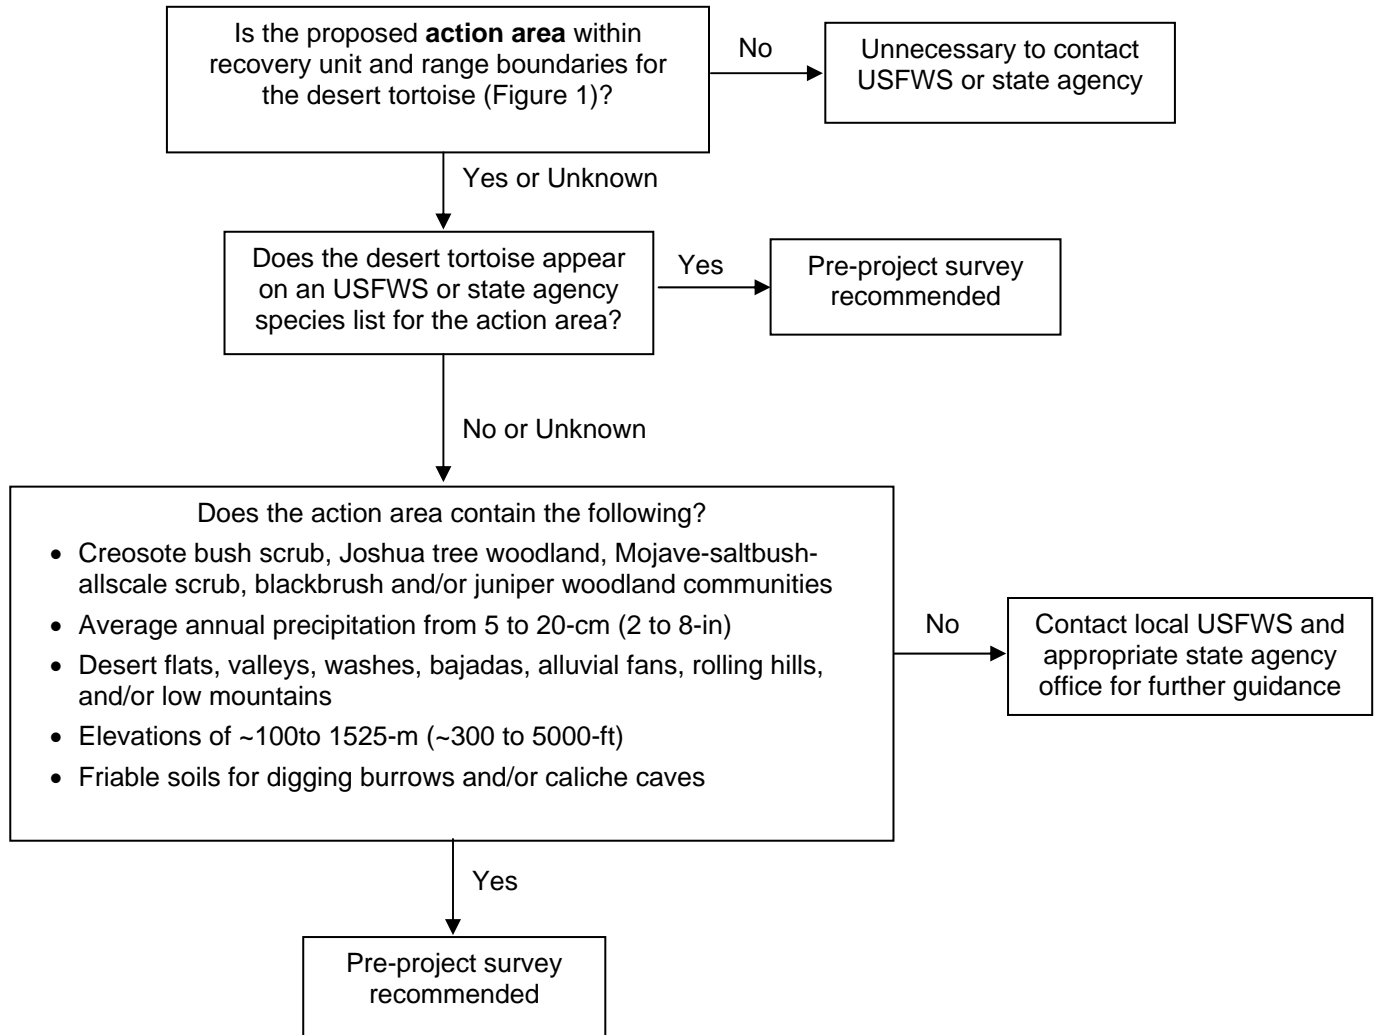 Is the proposed action area within
recovery unit and range boundaries for
the desert tortoise (Figure 1)?
No
Unnecessary to contact
USFWS or state agency
Yes or Unknown
Does the desert tortoise appear
on an USFWS or state agency
species list for the action area?
Yes
Pre-project survey
recommended
No or Unknown
Does the action area contain the following?
• Creosote bush scrub, Joshua tree woodland, Mojave-saltbush-
allscale scrub, blackbrush and/or juniper woodland communities
• Average annual precipitation from 5 to 20-cm (2 to 8-in)
• Desert flats, valleys, washes, bajadas, alluvial fans, rolling hills,
and/or low mountains
• Elevations of ~100to 1525-m (~300 to 5000-ft)
• Friable soils for digging burrows and/or caliche caves
No
Contact local USFWS and
appropriate state agency
office for further guidance
Yes
Pre-project survey
recommended